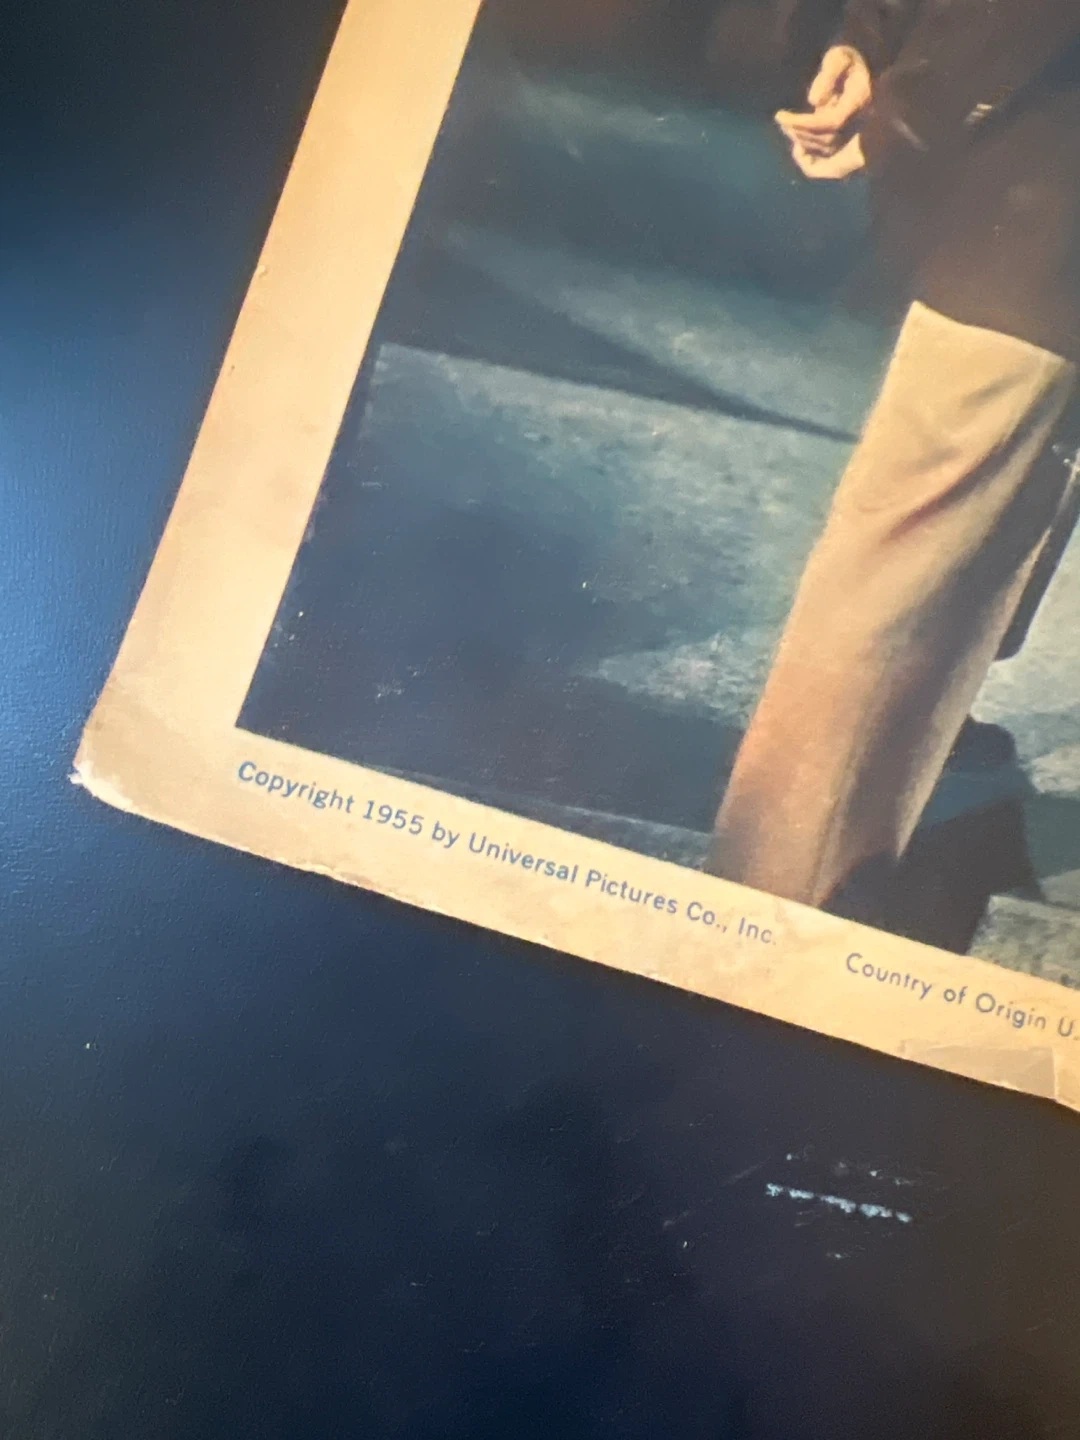 Copyright 1955 by Universal Pictures Co., Inc. Country of Origin U.